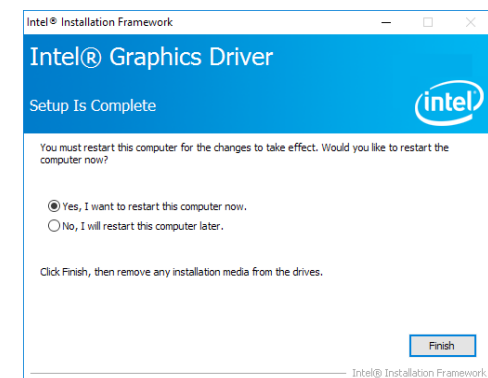 Intel® Installation Framework
Intel® Graphics Driver
Setup Is Complete
intel®
You must restart this computer for the changes to take effect. Would you like to restart the
computer now?
Yes, I want to restart this computer now.
No, I will restart this computer later.
Click Finish, then remove any installation media from the drives.
Finish
Intel® Installation Framework